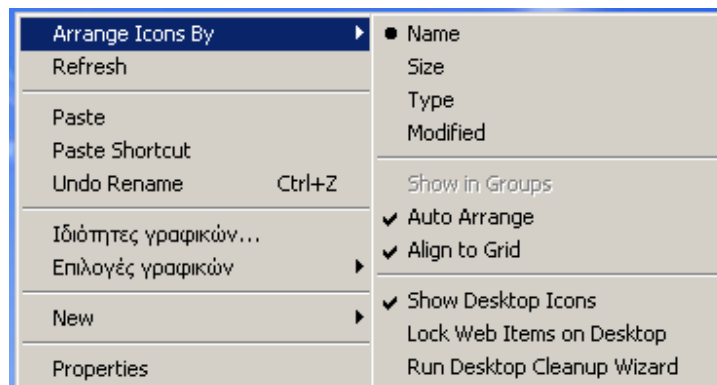 Arrange Icons By
Refresh
Paste
Paste Shortcut
Undo Rename Ctrl+Z
Ιδιότητες γραφικών...
Επιλογές γραφικών
New
Properties
Name
Size
Type
Modified
Show in Groups
Auto Arrange
Align to Grid
Show Desktop Icons
Lock Web Items on Desktop
Run Desktop Cleanup Wizard